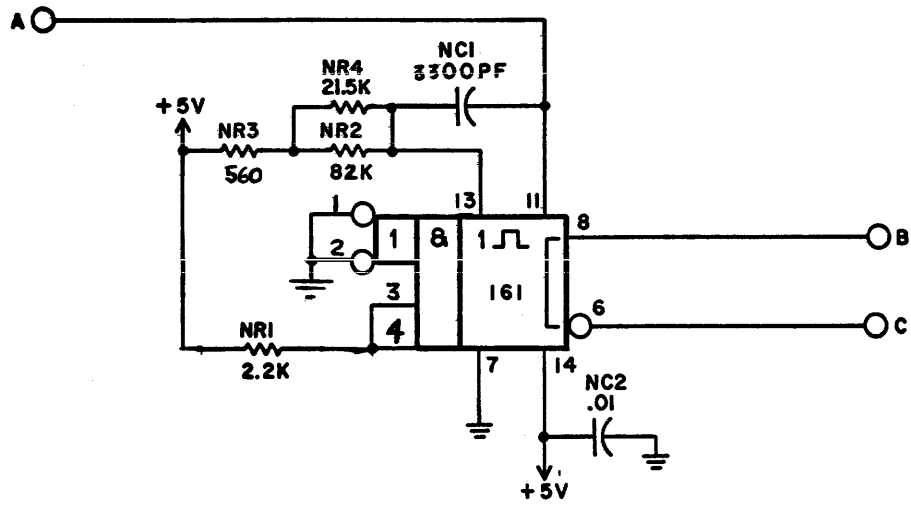 A
NC1
3300PF
NR4
21.5K
+5V
NR3
NR2
560
82K
1
13
11
8
1
&
1
B
2
161
3
6
C
4
NR1
2.2K
7
14
NC2
.01
+5V